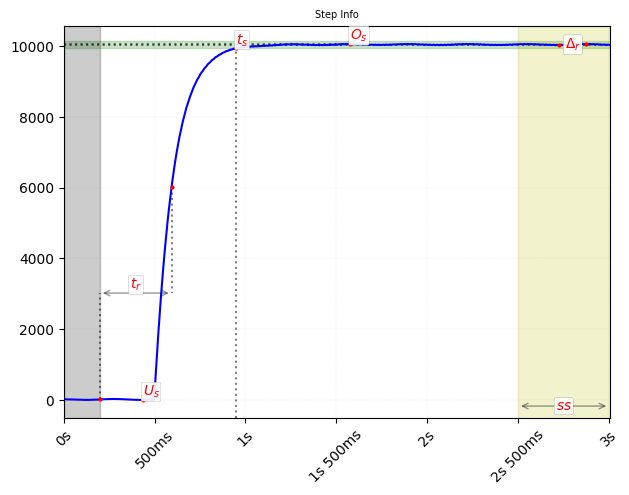 Step Info
10000
8000
6000
4000
2000
0
t_s
O_s
Δ_r
t_r
U_s
ss
0s
500ms
1s
1s 500ms
2s
2s 500ms
3s